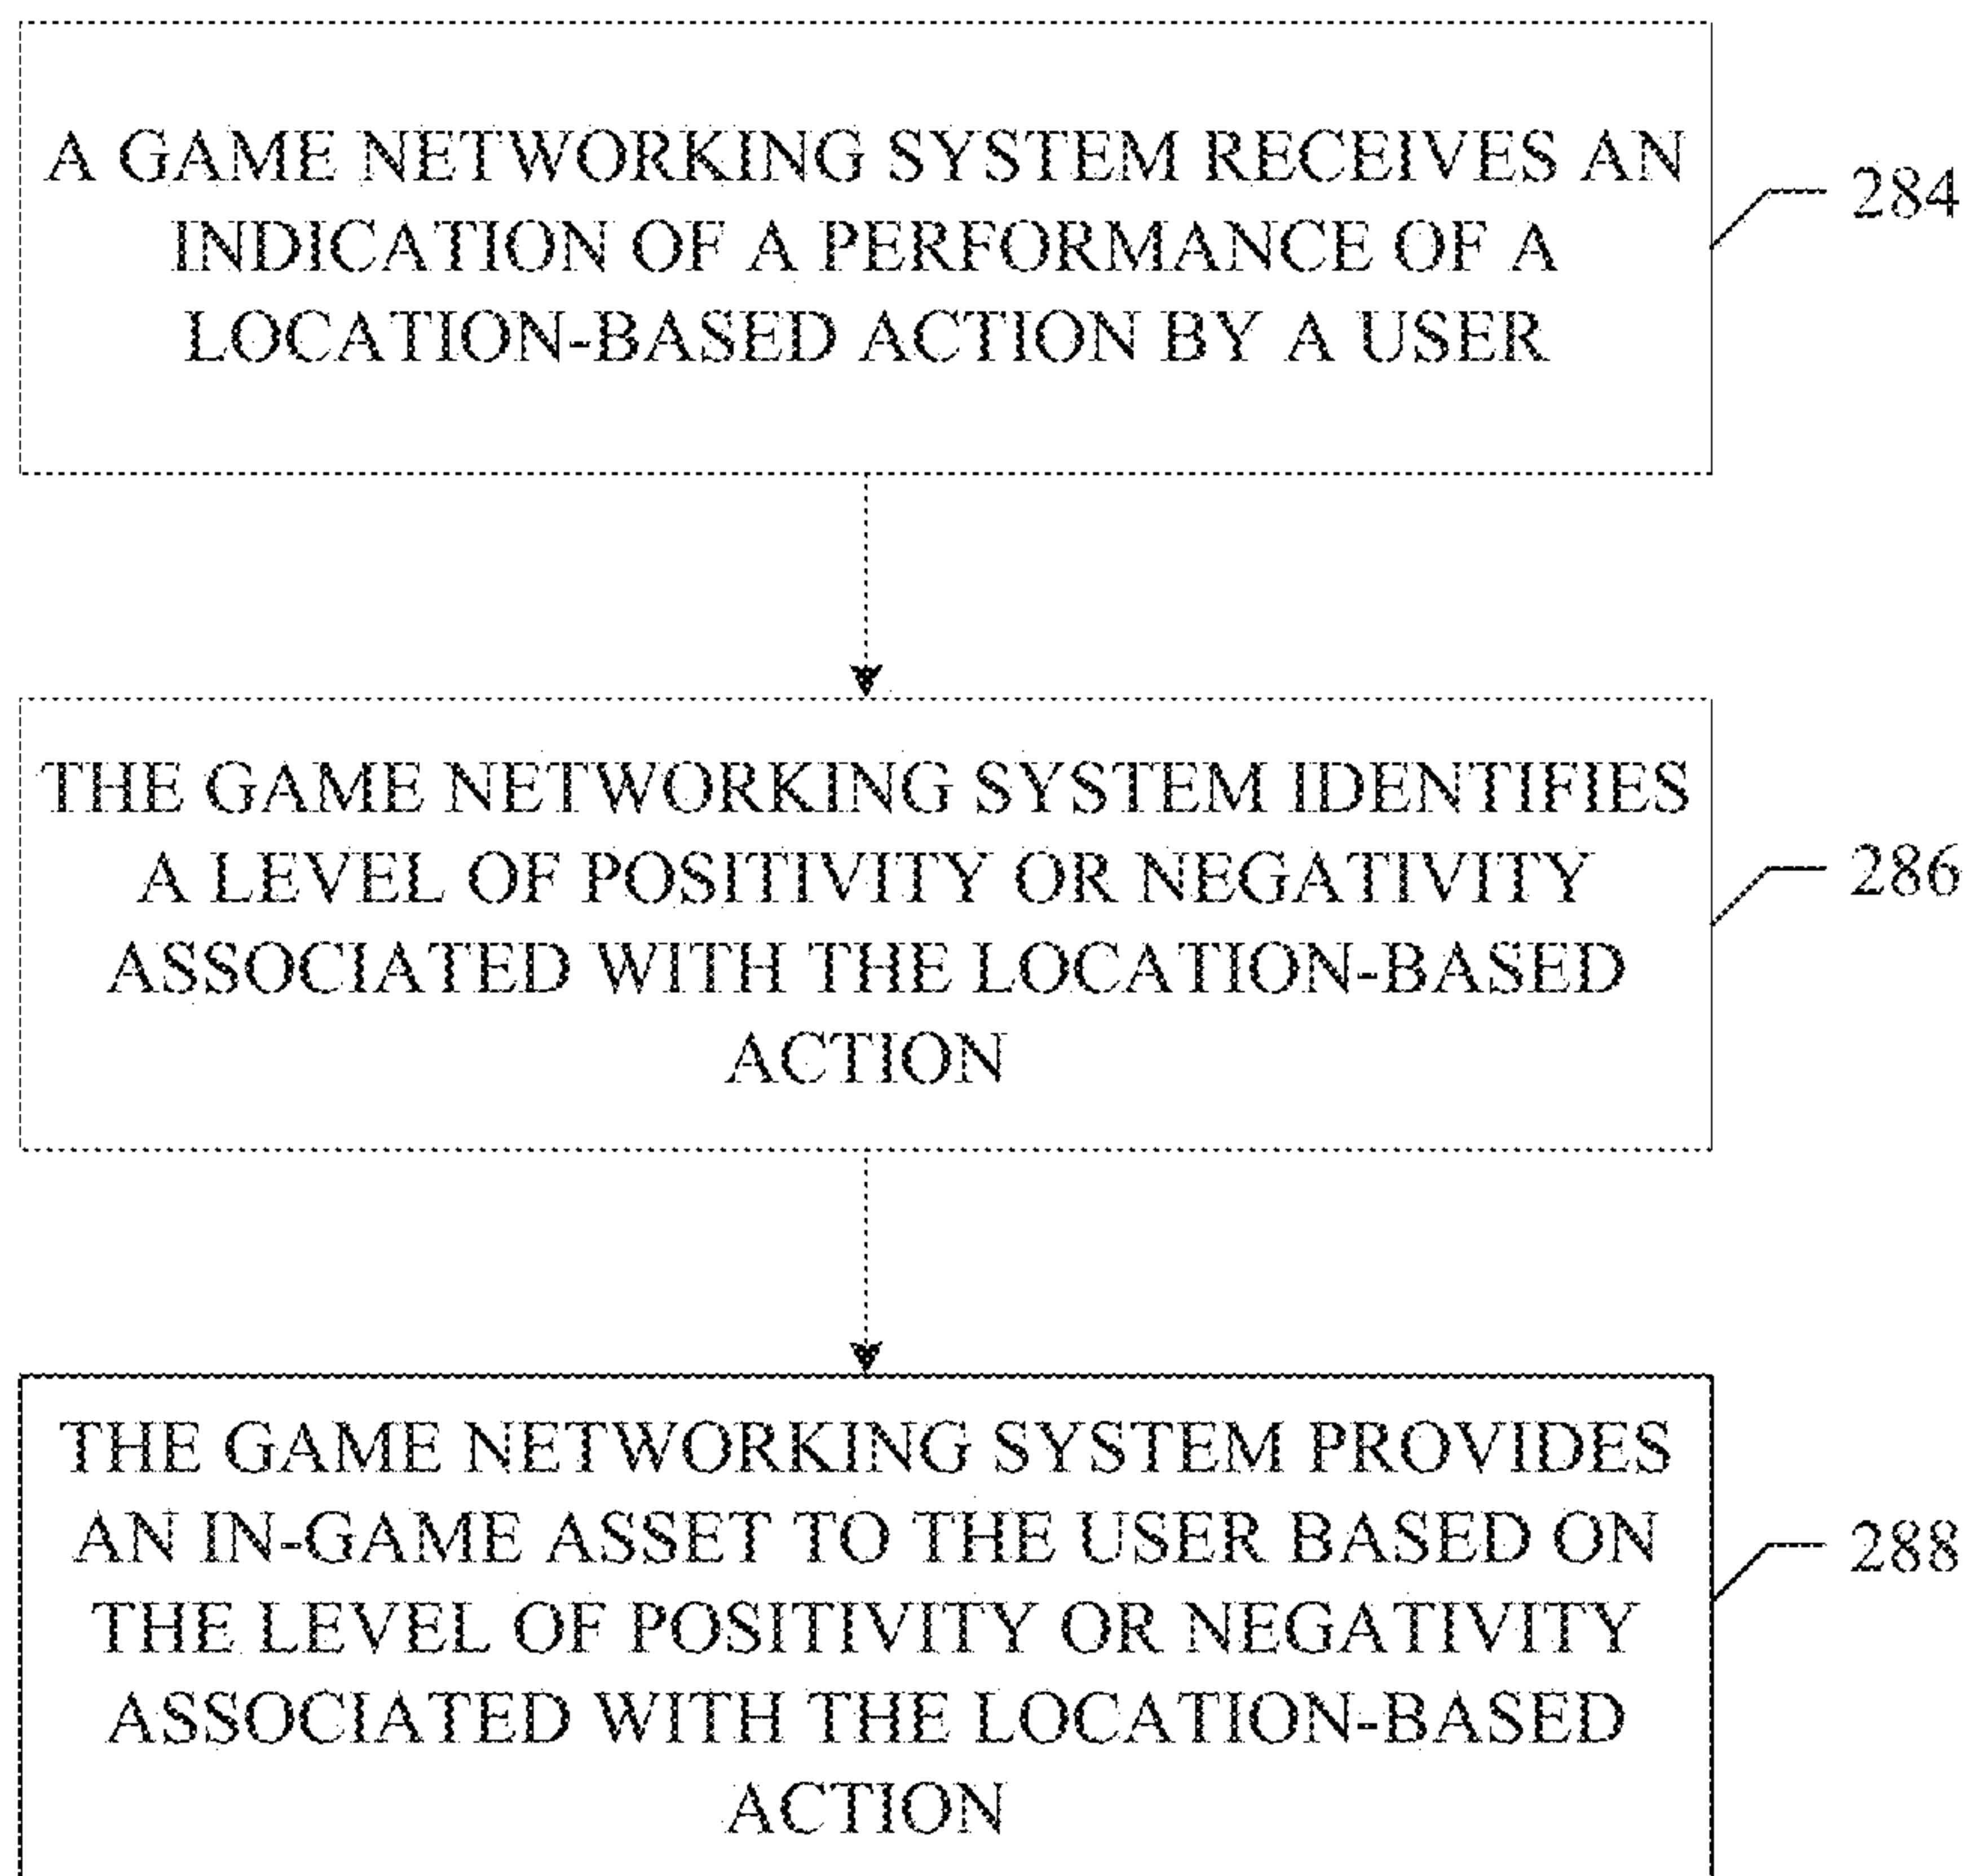 A GAME NETWORKING SYSTEM RECEIVES AN
INDICATION OF A PERFORMANCE OF A
LOCATION-BASED ACTION BY A USER
284
THE GAME NETWORKING SYSTEM IDENTIFIES
A LEVEL OF POSITIVITY OR NEGATIVITY
ASSOCIATED WITH THE LOCATION-BASED
ACTION
286
THE GAME NETWORKING SYSTEM PROVIDES
AN IN-GAME ASSET TO THE USER BASED ON
THE LEVEL OF POSITIVITY OR NEGATIVITY
ASSOCIATED WITH THE LOCATION-BASED
ACTION
288